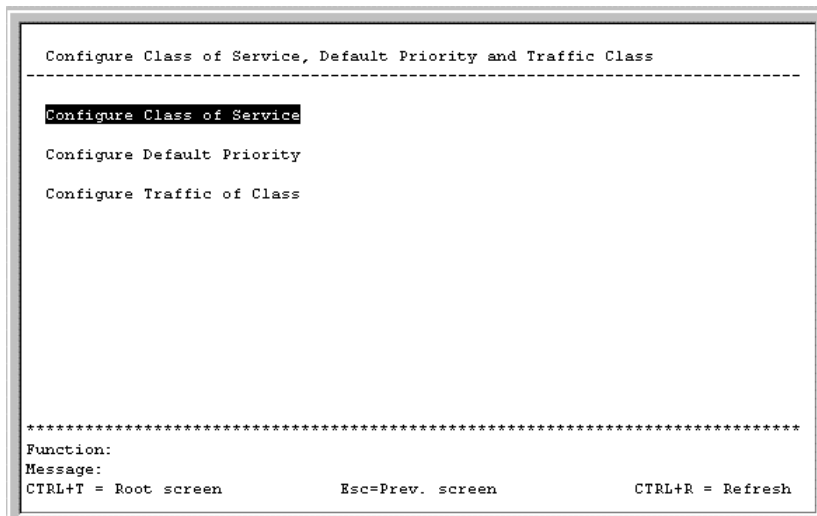 Configure Class of Service, Default Priority and Traffic Class
--------------------------------------------------------------------------------
Configure Class of Service
Configure Default Priority
Configure Traffic of Class
********************************************************************************
Function:
Message:
CTRL+T = Root screen Esc=Prev. screen CTRL+R = Refresh